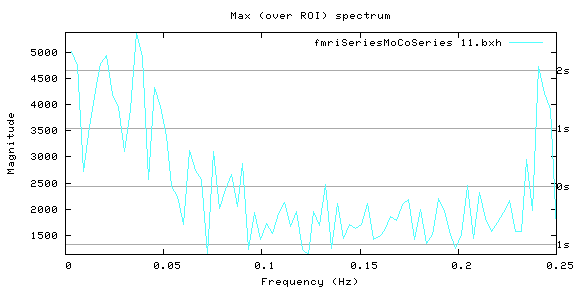 Max (over ROI) spectrum
fmriSeriesMoCoSeries 11.bxh
Magnitude
5000
4500
4000
3500
3000
2500
2000
1500
2s
1s
0s
1s
0 0.05 0.1 0.15 0.2 0.25
Frequency (Hz)